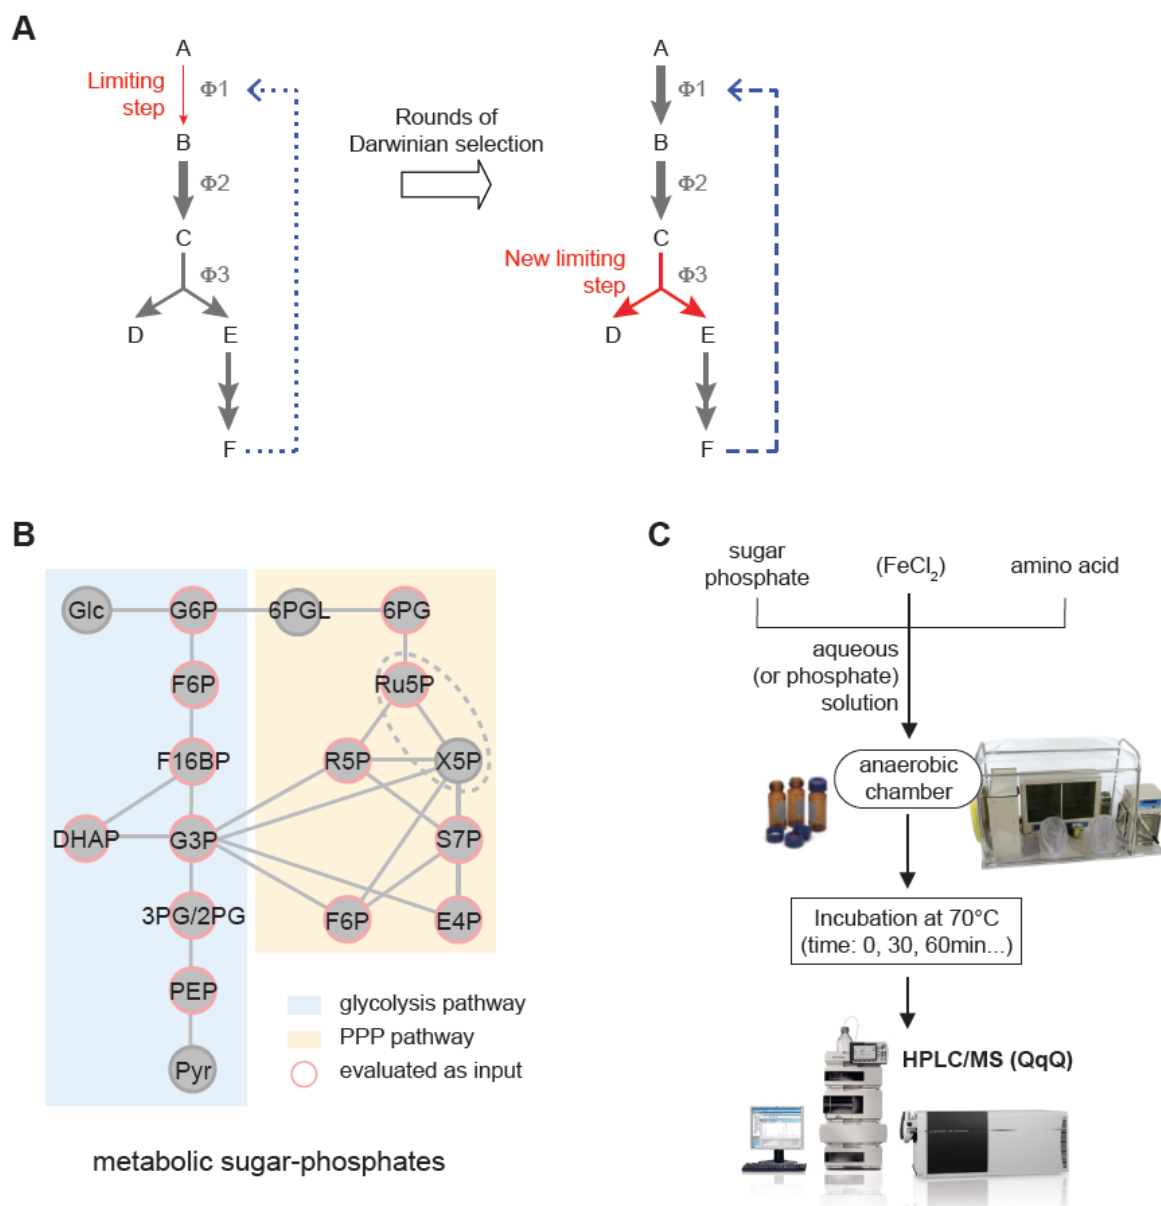 A
A
Limiting
step
Φ1
B
Φ2
C
Φ3
D
E
F
Rounds of
Darwinian selection
A
Φ1
B
Φ2
C
New limiting
step
Φ3
D
E
F
B
Glc
G6P
6PGL
6PG
F6P
Ru5P
F16BP
R5P
X5P
DHAP
G3P
S7P
3PG/2PG
F6P
E4P
PEP
Pyr
glycolysis pathway
PPP pathway
evaluated as input
metabolic sugar-phosphates
C
sugar
phosphate
(FeCl₂)
amino acid
aqueous
(or phosphate)
solution
anaerobic
chamber
Incubation at 70°C
(time: 0, 30, 60min...)
HPLC/MS (QqQ)